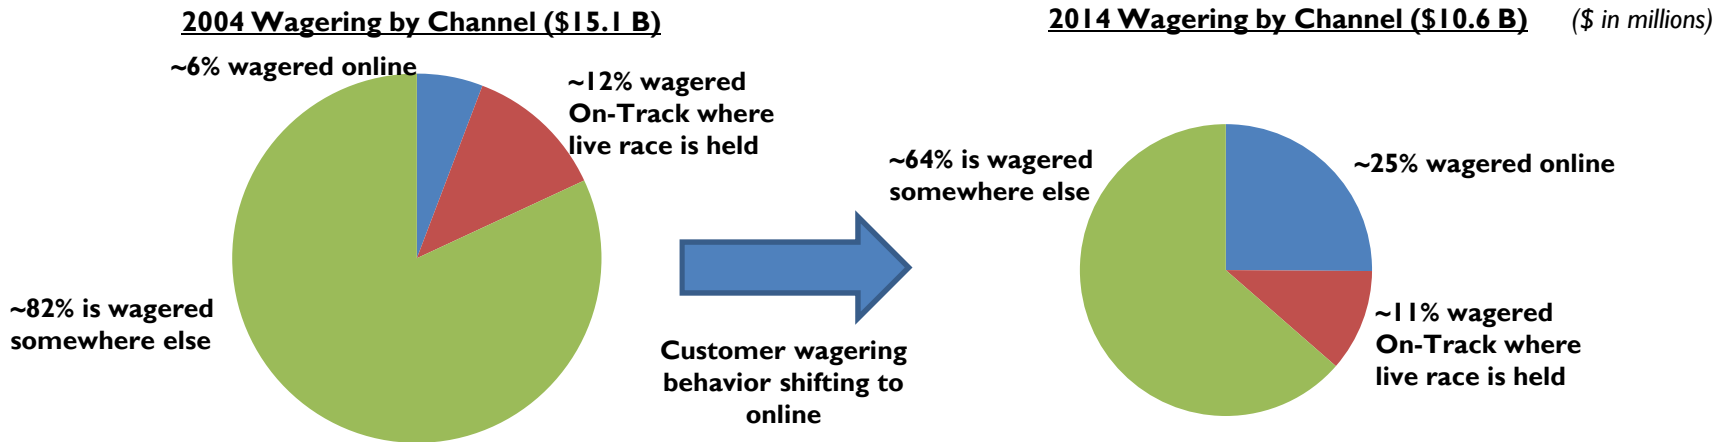 2004 Wagering by Channel ($15.1 B)
~6% wagered online
~12% wagered
On-Track where
live race is held
~82% is wagered
somewhere else
Customer wagering
behavior shifting to
online
2014 Wagering by Channel ($10.6 B)
($ in millions)
~64% is wagered
somewhere else
~25% wagered online
~11% wagered
On-Track where
live race is held